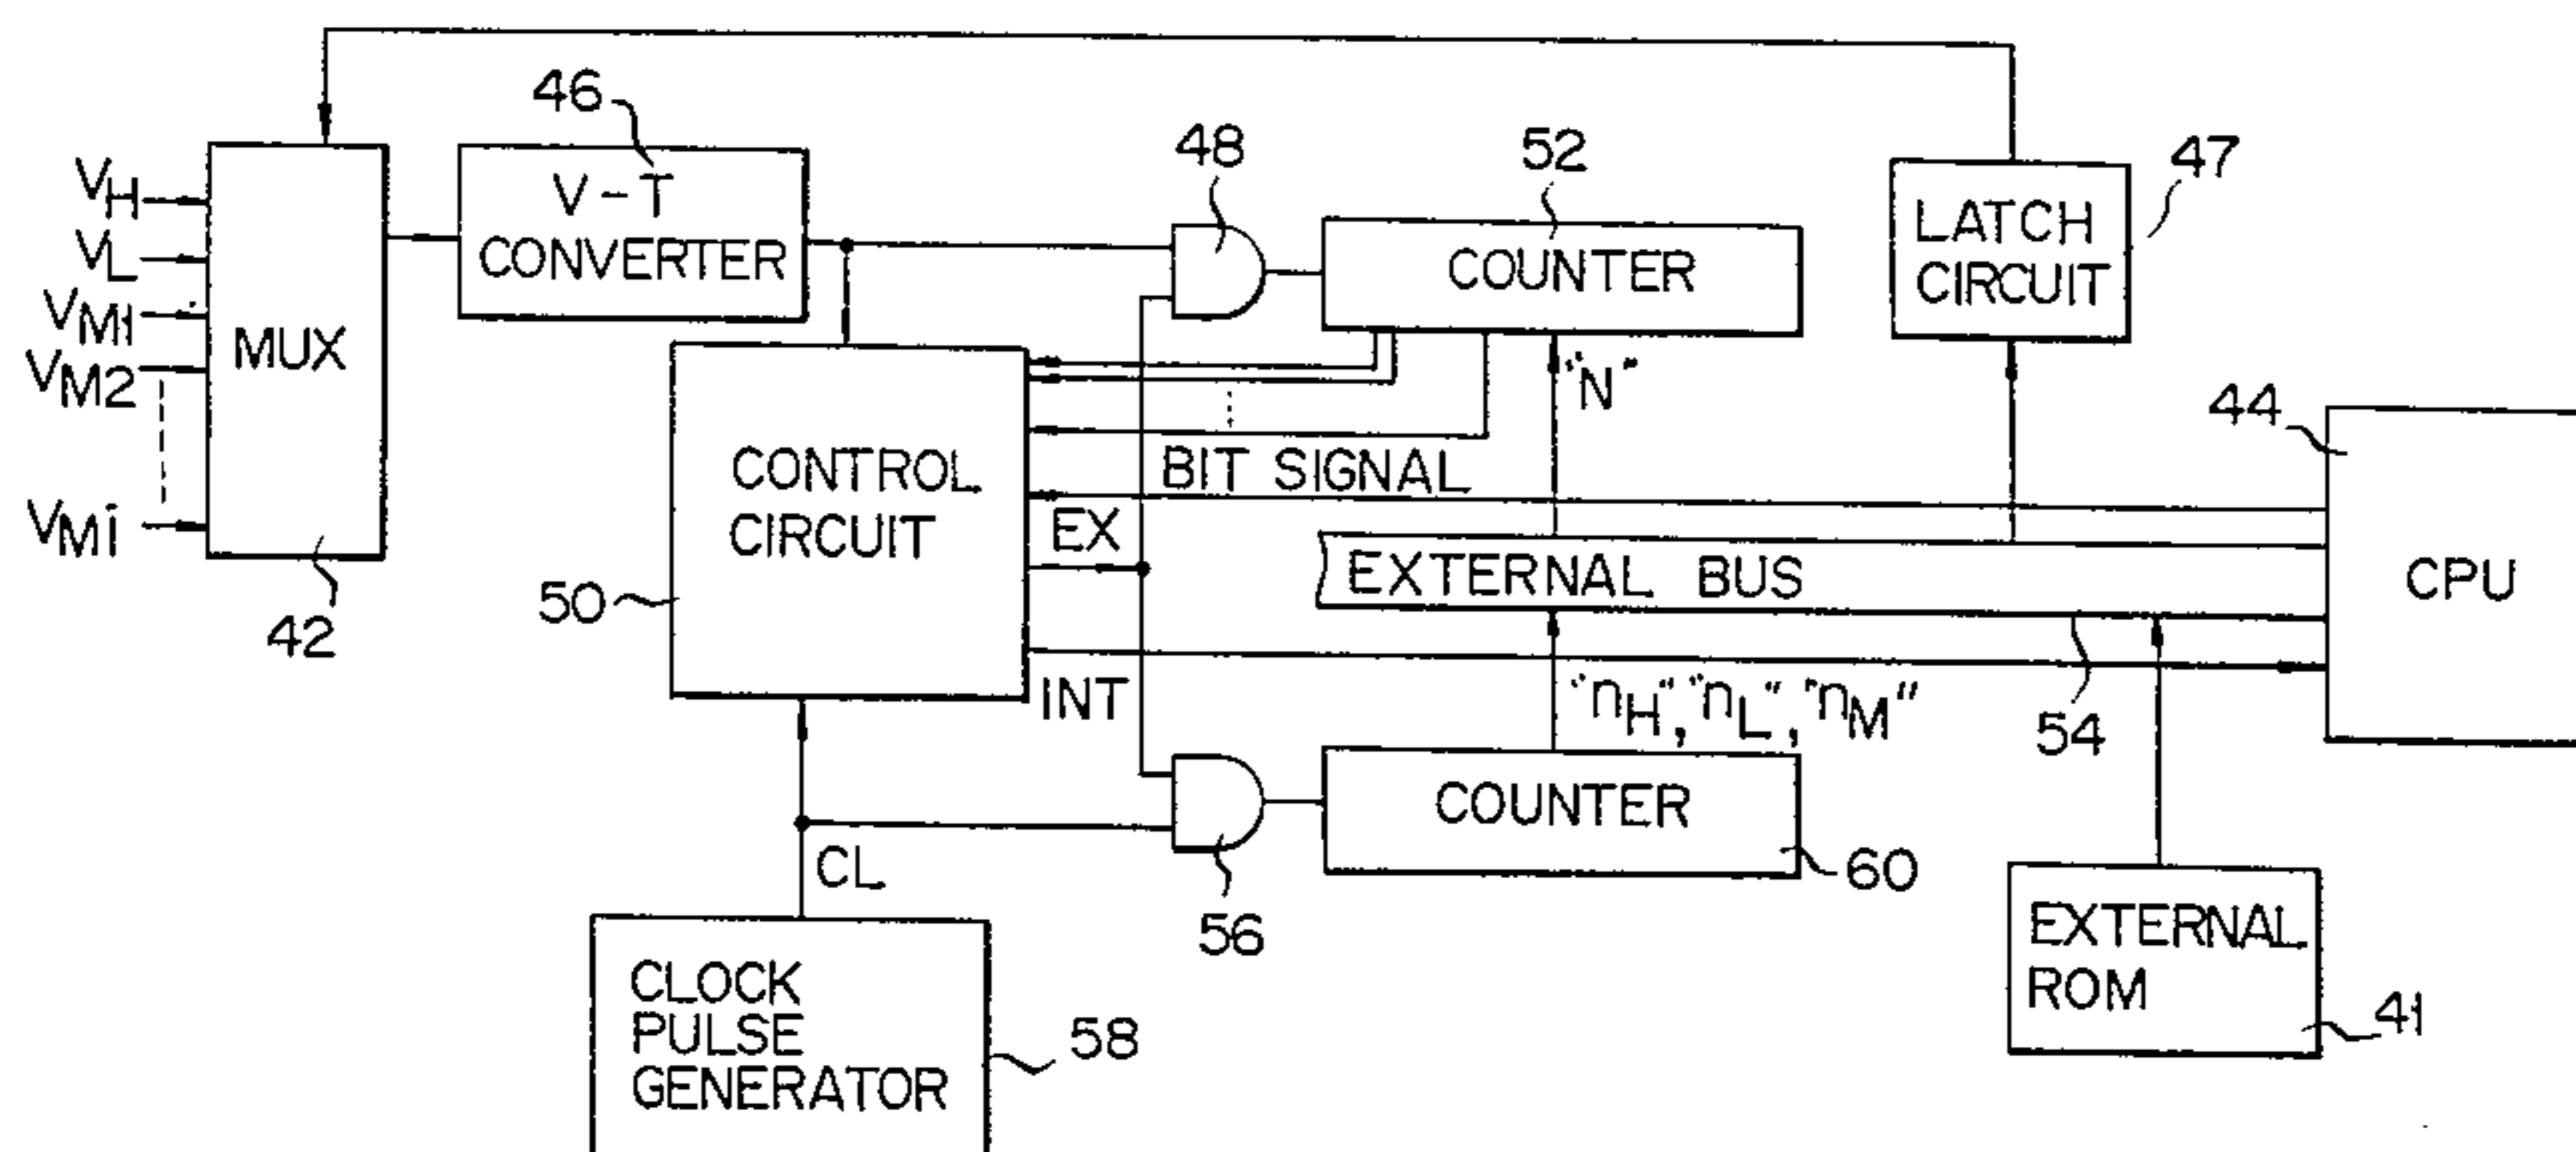 46
V-T
CONVERTER
48
52
COUNTER
47
LATCH
CIRCUIT
VH
VL
VM1
VM2
VMi
MUX
42
"N"
BIT SIGNAL
44
CPU
CONTROL
CIRCUIT
50
EX
EXTERNAL BUS
54
INT
"nH", "nL", "nM"
COUNTER
60
56
CL
CLOCK
PULSE
GENERATOR
58
EXTERNAL
ROM
41